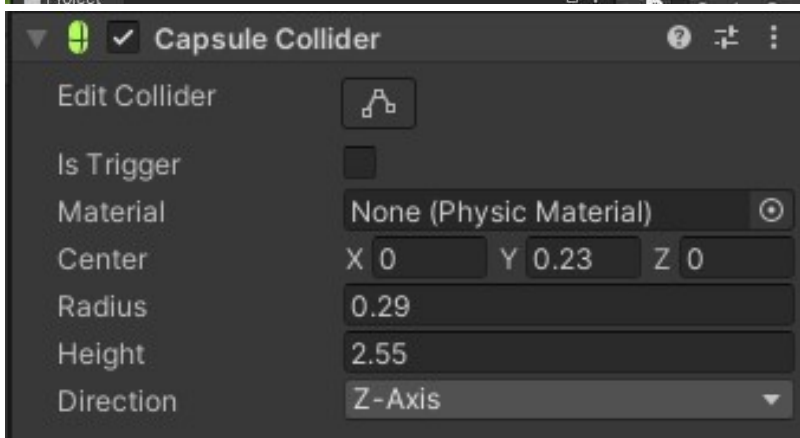 Project
Capsule Collider
Edit Collider
Is Trigger
Material None (Physic Material)
Center X 0 Y 0.23 Z 0
Radius 0.29
Height 2.55
Direction Z-Axis